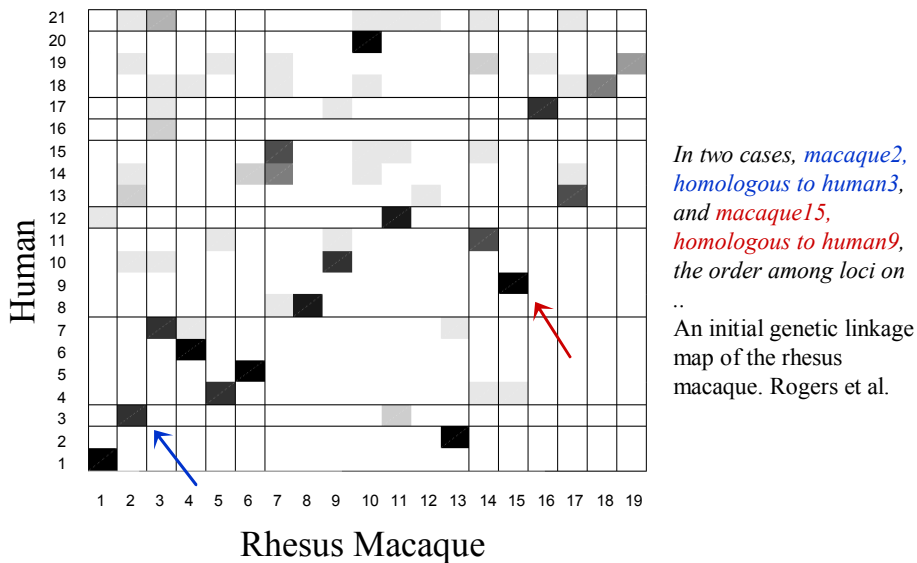 21
20
19
18
17
16
15
14
13
12
11
10
9
8
7
6
5
4
3
2
1
Human
1 2 3 4 5 6 7 8 9 10 11 12 13 14 15 16 17 18 19
Rhesus Macaque
In two cases, macaque2,
homologous to human3,
and macaque15,
homologous to human9,
the order among loci on
..
An initial genetic linkage
map of the rhesus
macaque. Rogers et al.